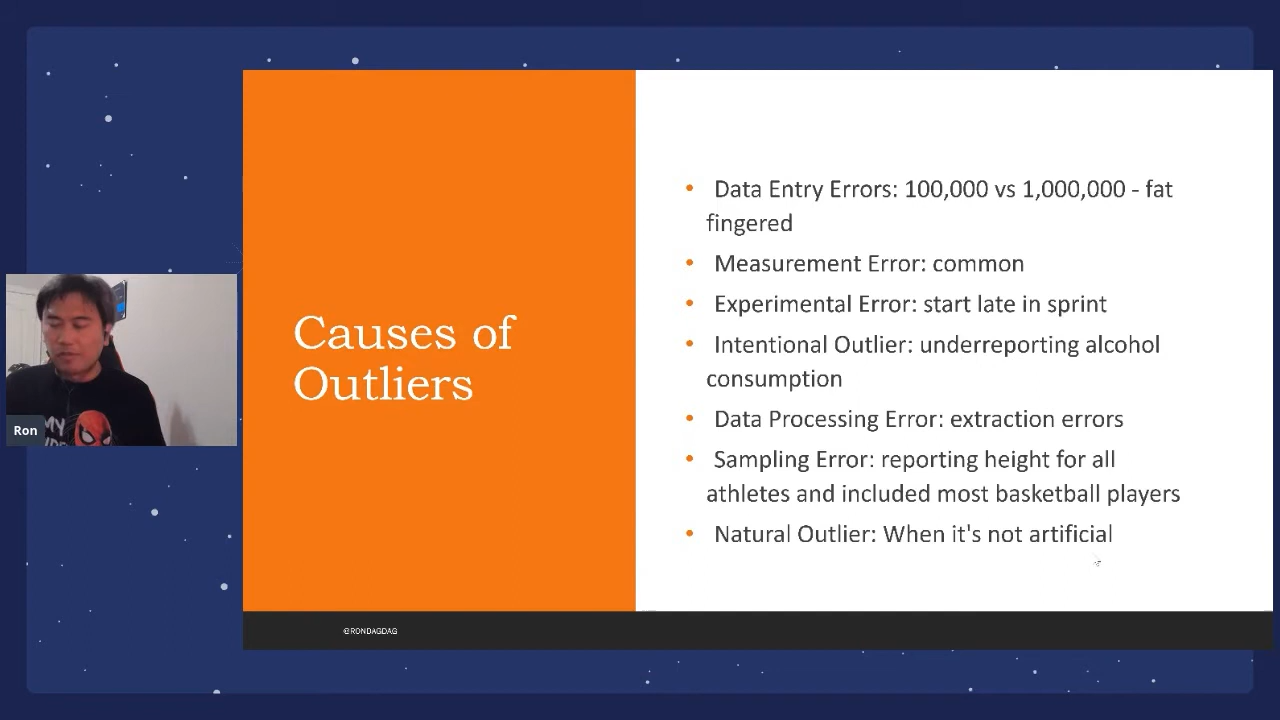 Causes of
Outliers
• Data Entry Errors: 100,000 vs 1,000,000 - fat
fingered
• Measurement Error: common
• Experimental Error: start late in sprint
• Intentional Outlier: underreporting alcohol
consumption
• Data Processing Error: extraction errors
• Sampling Error: reporting height for all
athletes and included most basketball players
• Natural Outlier: When it's not artificial
Ron
MY
@RONDAGDAG